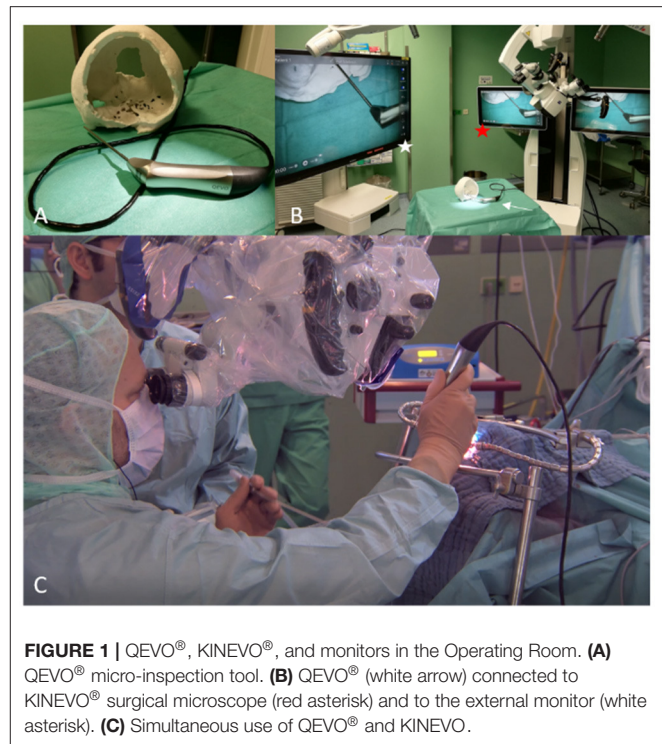 A
B
C
FIGURE 1 | QEVO®, KINEVO®, and monitors in the Operating Room. (A)
QEVO® micro-inspection tool. (B) QEVO® (white arrow) connected to
KINEVO® surgical microscope (red asterisk) and to the external monitor (white
asterisk). (C) Simultaneous use of QEVO® and KINEVO.